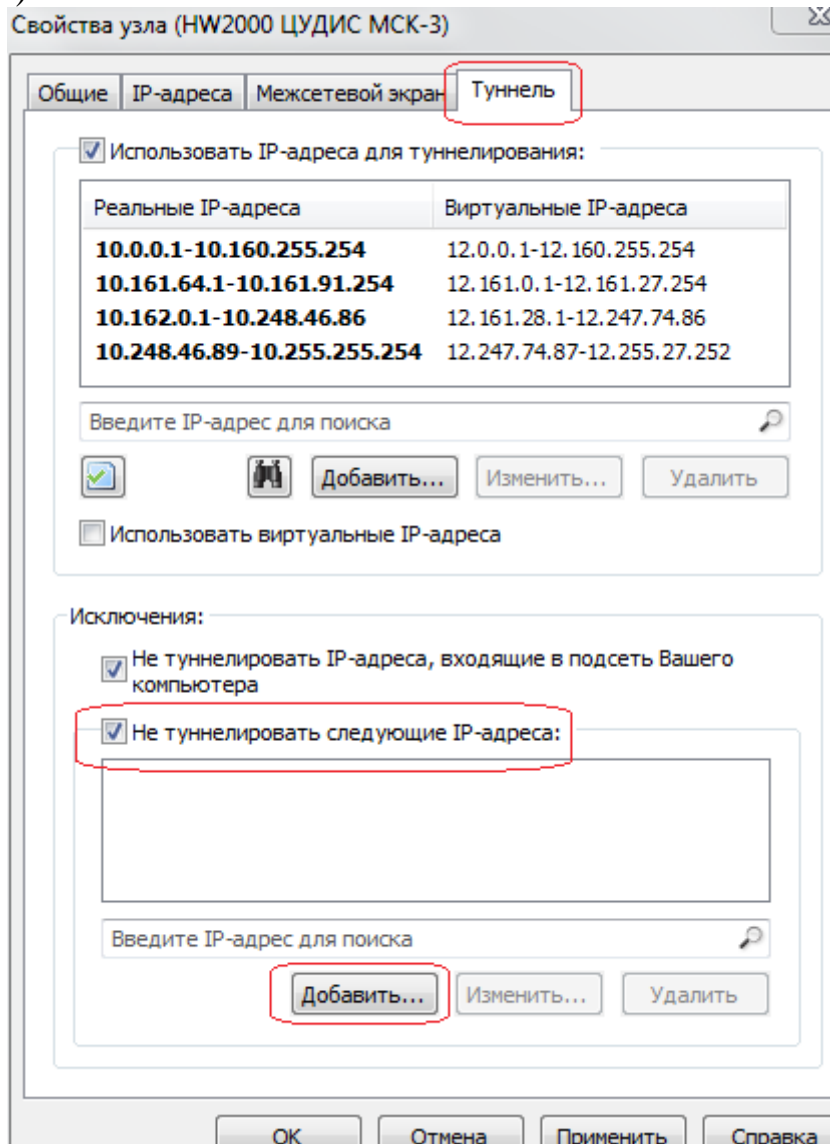 )
Свойства узла (HW2000 ЦУДИС МСК-3)
Общие IP-адреса Межсетевой экран Туннель
Использовать IP-адреса для туннелирования:
Реальные IP-адреса Виртуальные IP-адреса
10.0.0.1-10.160.255.254 12.0.0.1-12.160.255.254
10.161.64.1-10.161.91.254 12.161.0.1-12.161.27.254
10.162.0.1-10.248.46.86 12.161.28.1-12.247.74.86
10.248.46.89-10.255.255.254 12.247.74.87-12.255.27.252
Введите IP-адрес для поиска
Добавить... Изменить... Удалить
Использовать виртуальные IP-адреса
Исключения:
Не туннелировать IP-адреса, входящие в подсеть Вашего
компьютера
Не туннелировать следующие IP-адреса:
Введите IP-адрес для поиска
Добавить... Изменить... Удалить
OK Отмена Применить Справка